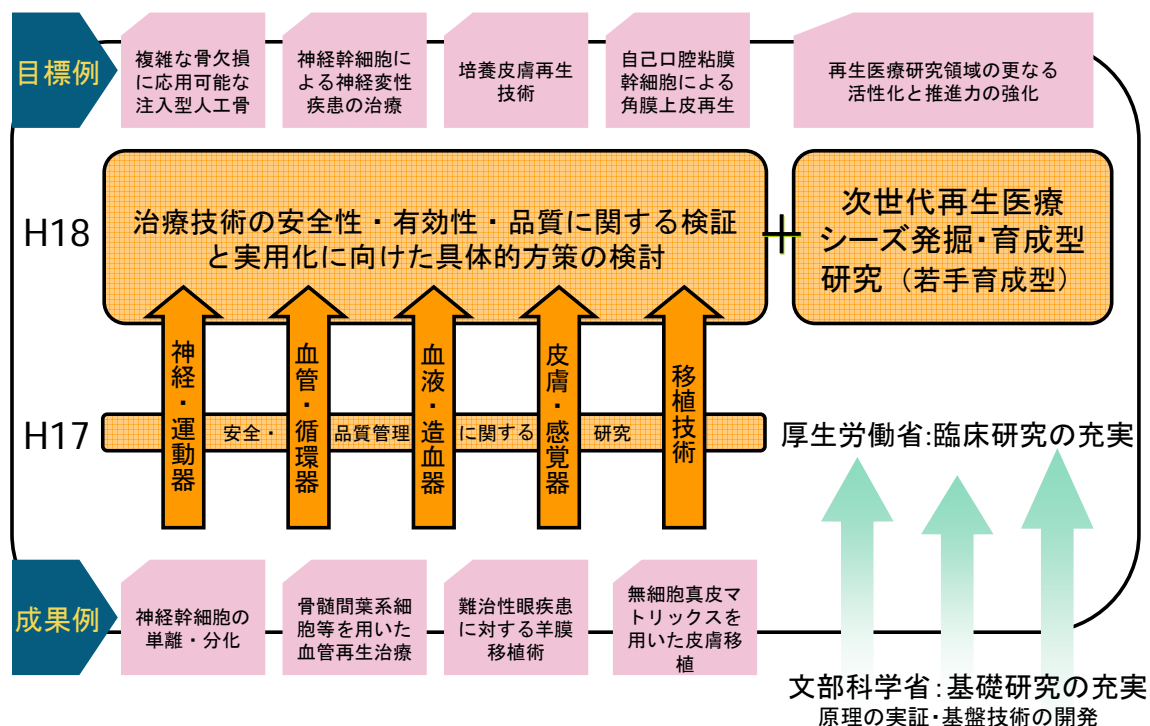 目標例
複雑な骨欠損
に応用可能な
注入型人工骨
神経幹細胞に
よる神経変性
疾患の治療
培養皮膚再生
技術
自己口腔粘膜
幹細胞による
角膜上皮再生
再生医療研究領域の更なる
活性化と推進力の強化
H18
治療技術の安全性・有効性・品質に関する検証
と実用化に向けた具体的方策の検討
＋
次世代再生医療
シーズ発掘・育成型
研究（若手育成型）
神経・運動器
血管・循環器
血液・造血器
皮膚・感覚器
移植技術
H17
安全・品質管理に関する研究
厚生労働省:臨床研究の充実
成果例
神経幹細胞の
単離・分化
骨髄間葉系細
胞等を用いた
血管再生治療
難治性眼疾患
に対する羊膜
移植術
無細胞真皮マ
トリックスを
用いた皮膚移
植
文部科学省:基礎研究の充実
原理の実証・基盤技術の開発